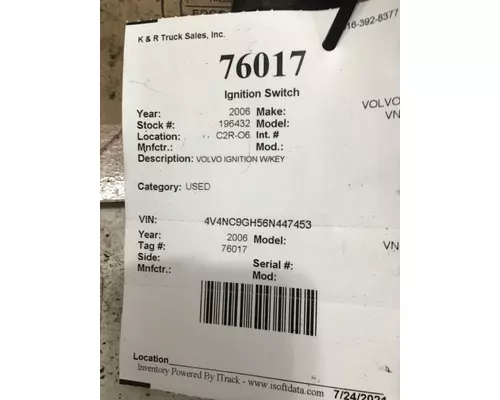 K & R Truck Sales, Inc.
16-392-8377
76017
Ignition Switch
Year: 2006 Make: VOLVO
Stock #: 196432 Model: VN
Location: C2R-O6 Int. #
Mnfctr.: Mod.:
Description: VOLVO IGNITION W/KEY
Category: USED
VIN: 4V4NC9GH56N447453
Year: 2006 Model: VN
Tag #: 76017
Side: Serial #:
Mnfctr.: Mod:
Location
Inventory Powered By ITrack - www.isoftdata.com 7/24/202